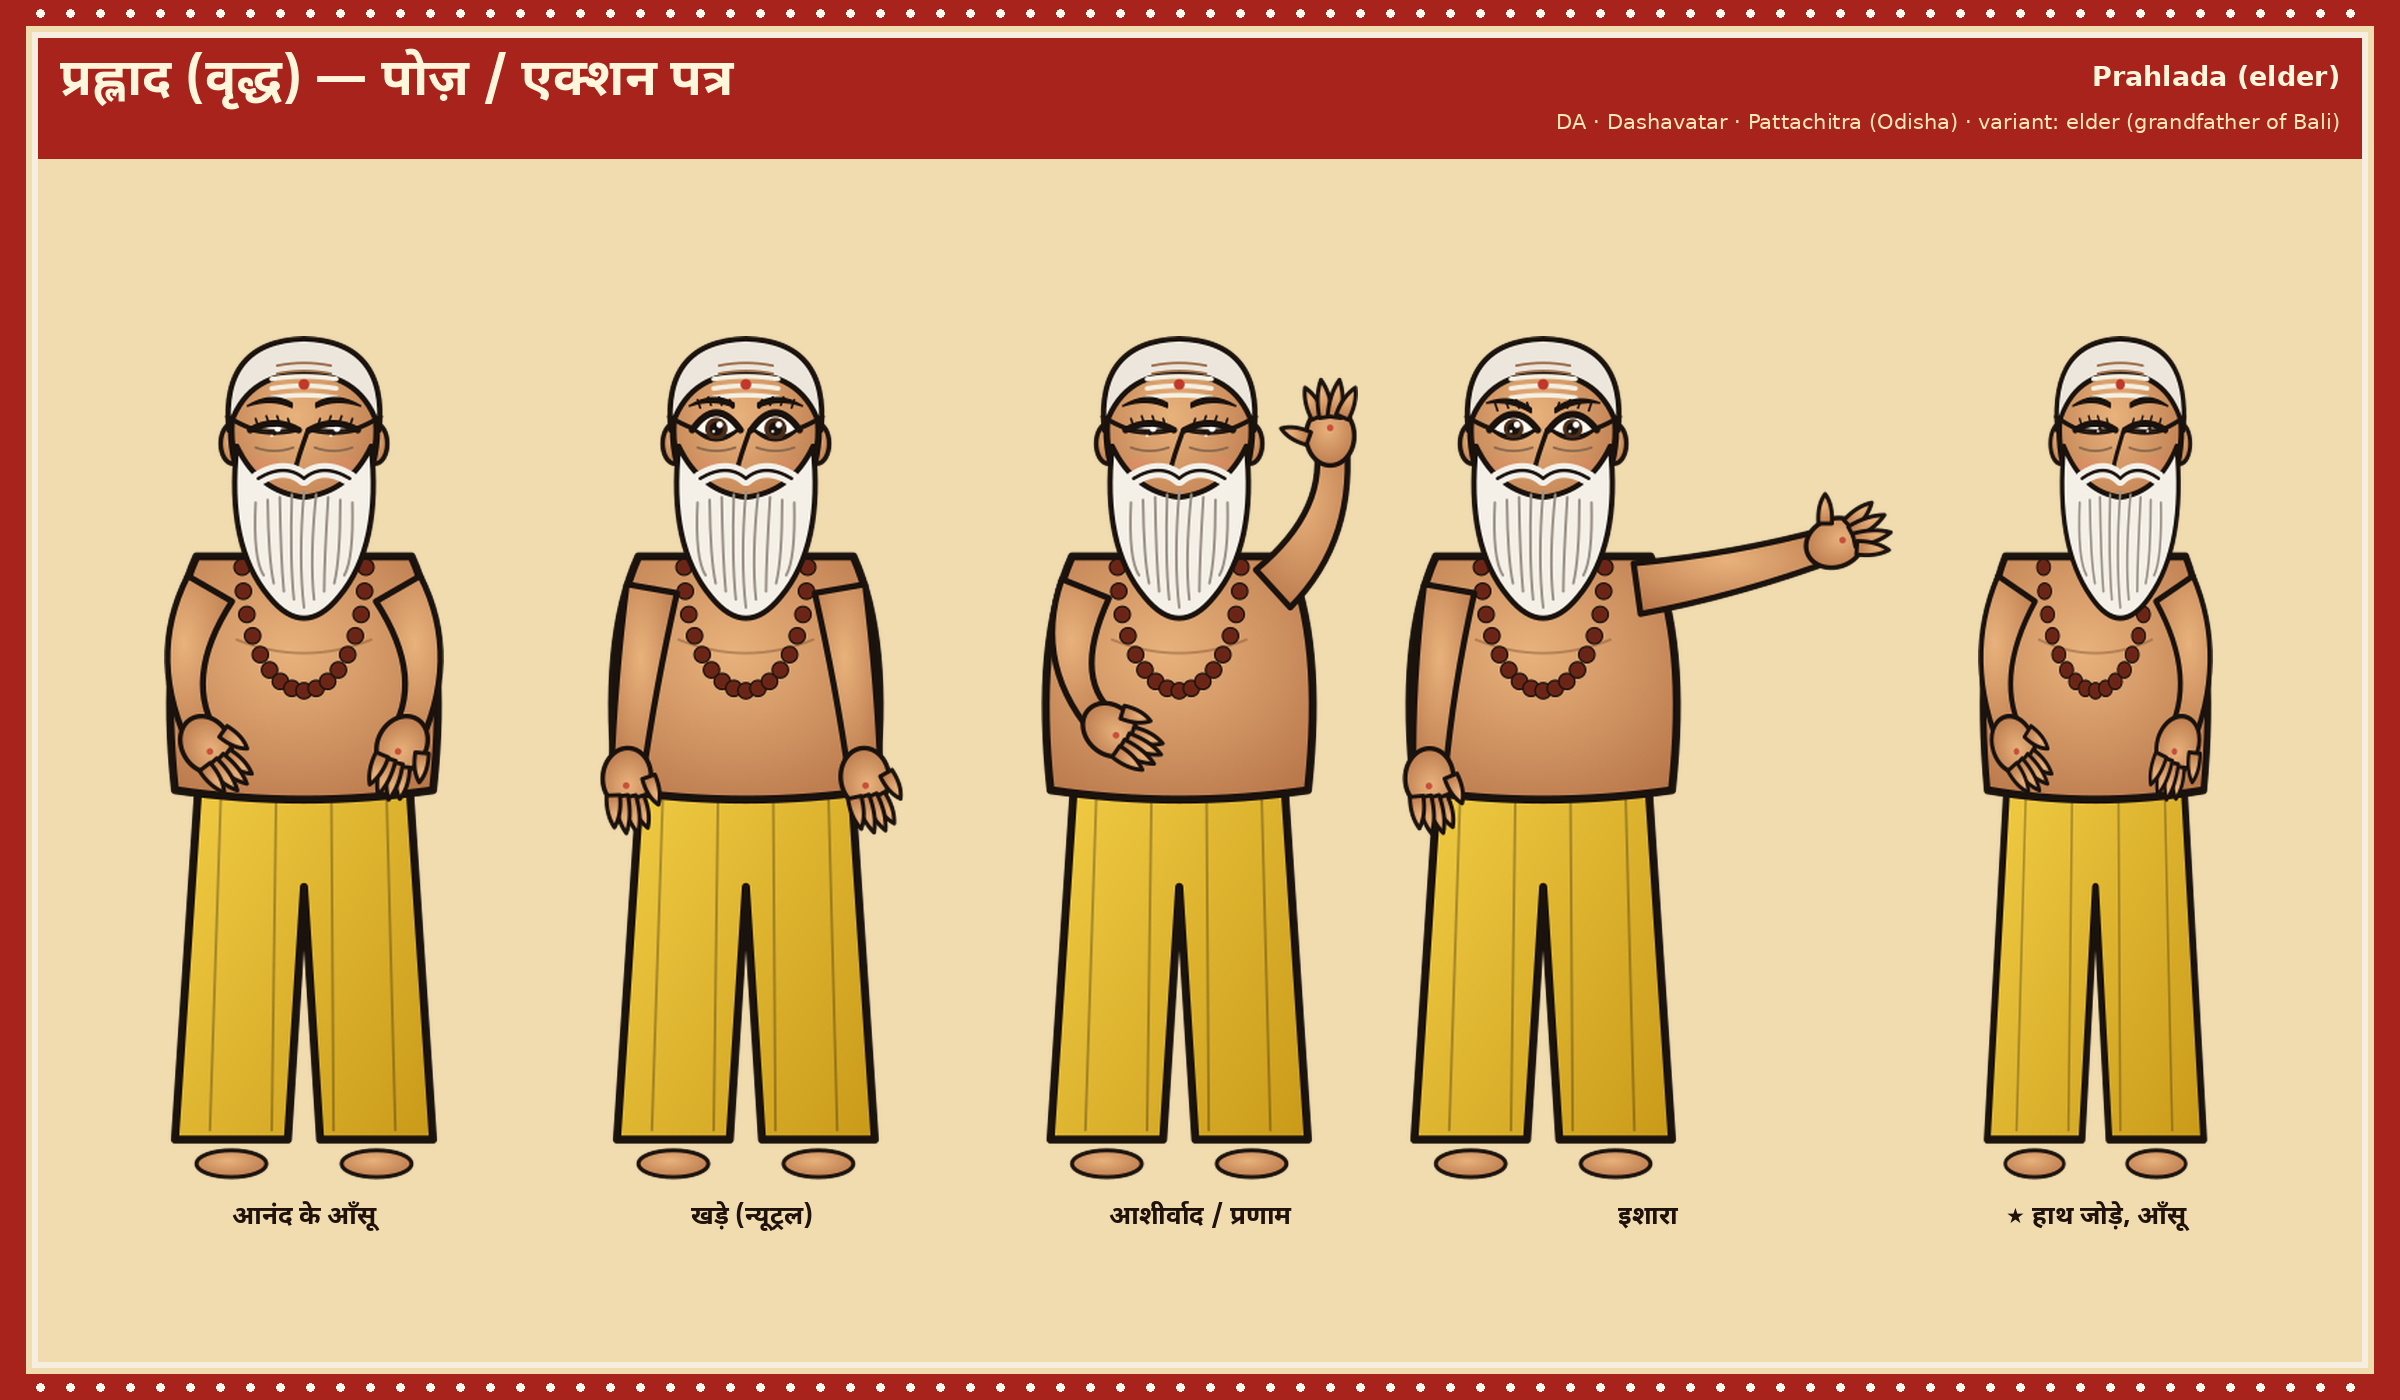 प्रह्लाद (वृद्ध) — पोज़ / एक्शन पत्र
Prahlada (elder)
DA · Dashavatar · Pattachitra (Odisha) · variant: elder (grandfather of Bali)
आनंद के आँसू
खड़े (न्यूट्रल)
आशीर्वाद / प्रणाम
इशारा
★ हाथ जोड़े, आँसू